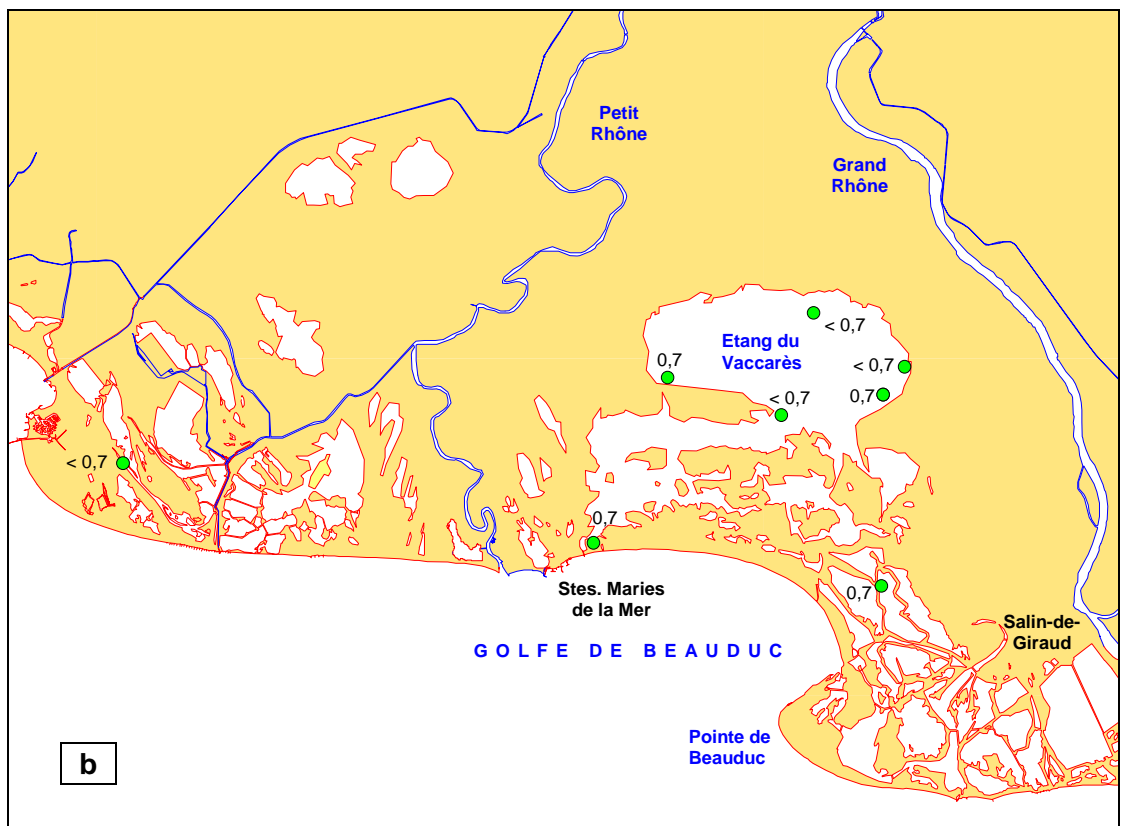 Petit
Rhône
Grand
Rhône
< 0,7
Etang du
Vaccarès
0,7
< 0,7
0,7
< 0,7
< 0,7
0,7
Stes. Maries
de la Mer
0,7
Salin-de-
Giraud
GOLFE DE BEAUDUC
Pointe de
Beauduc
b